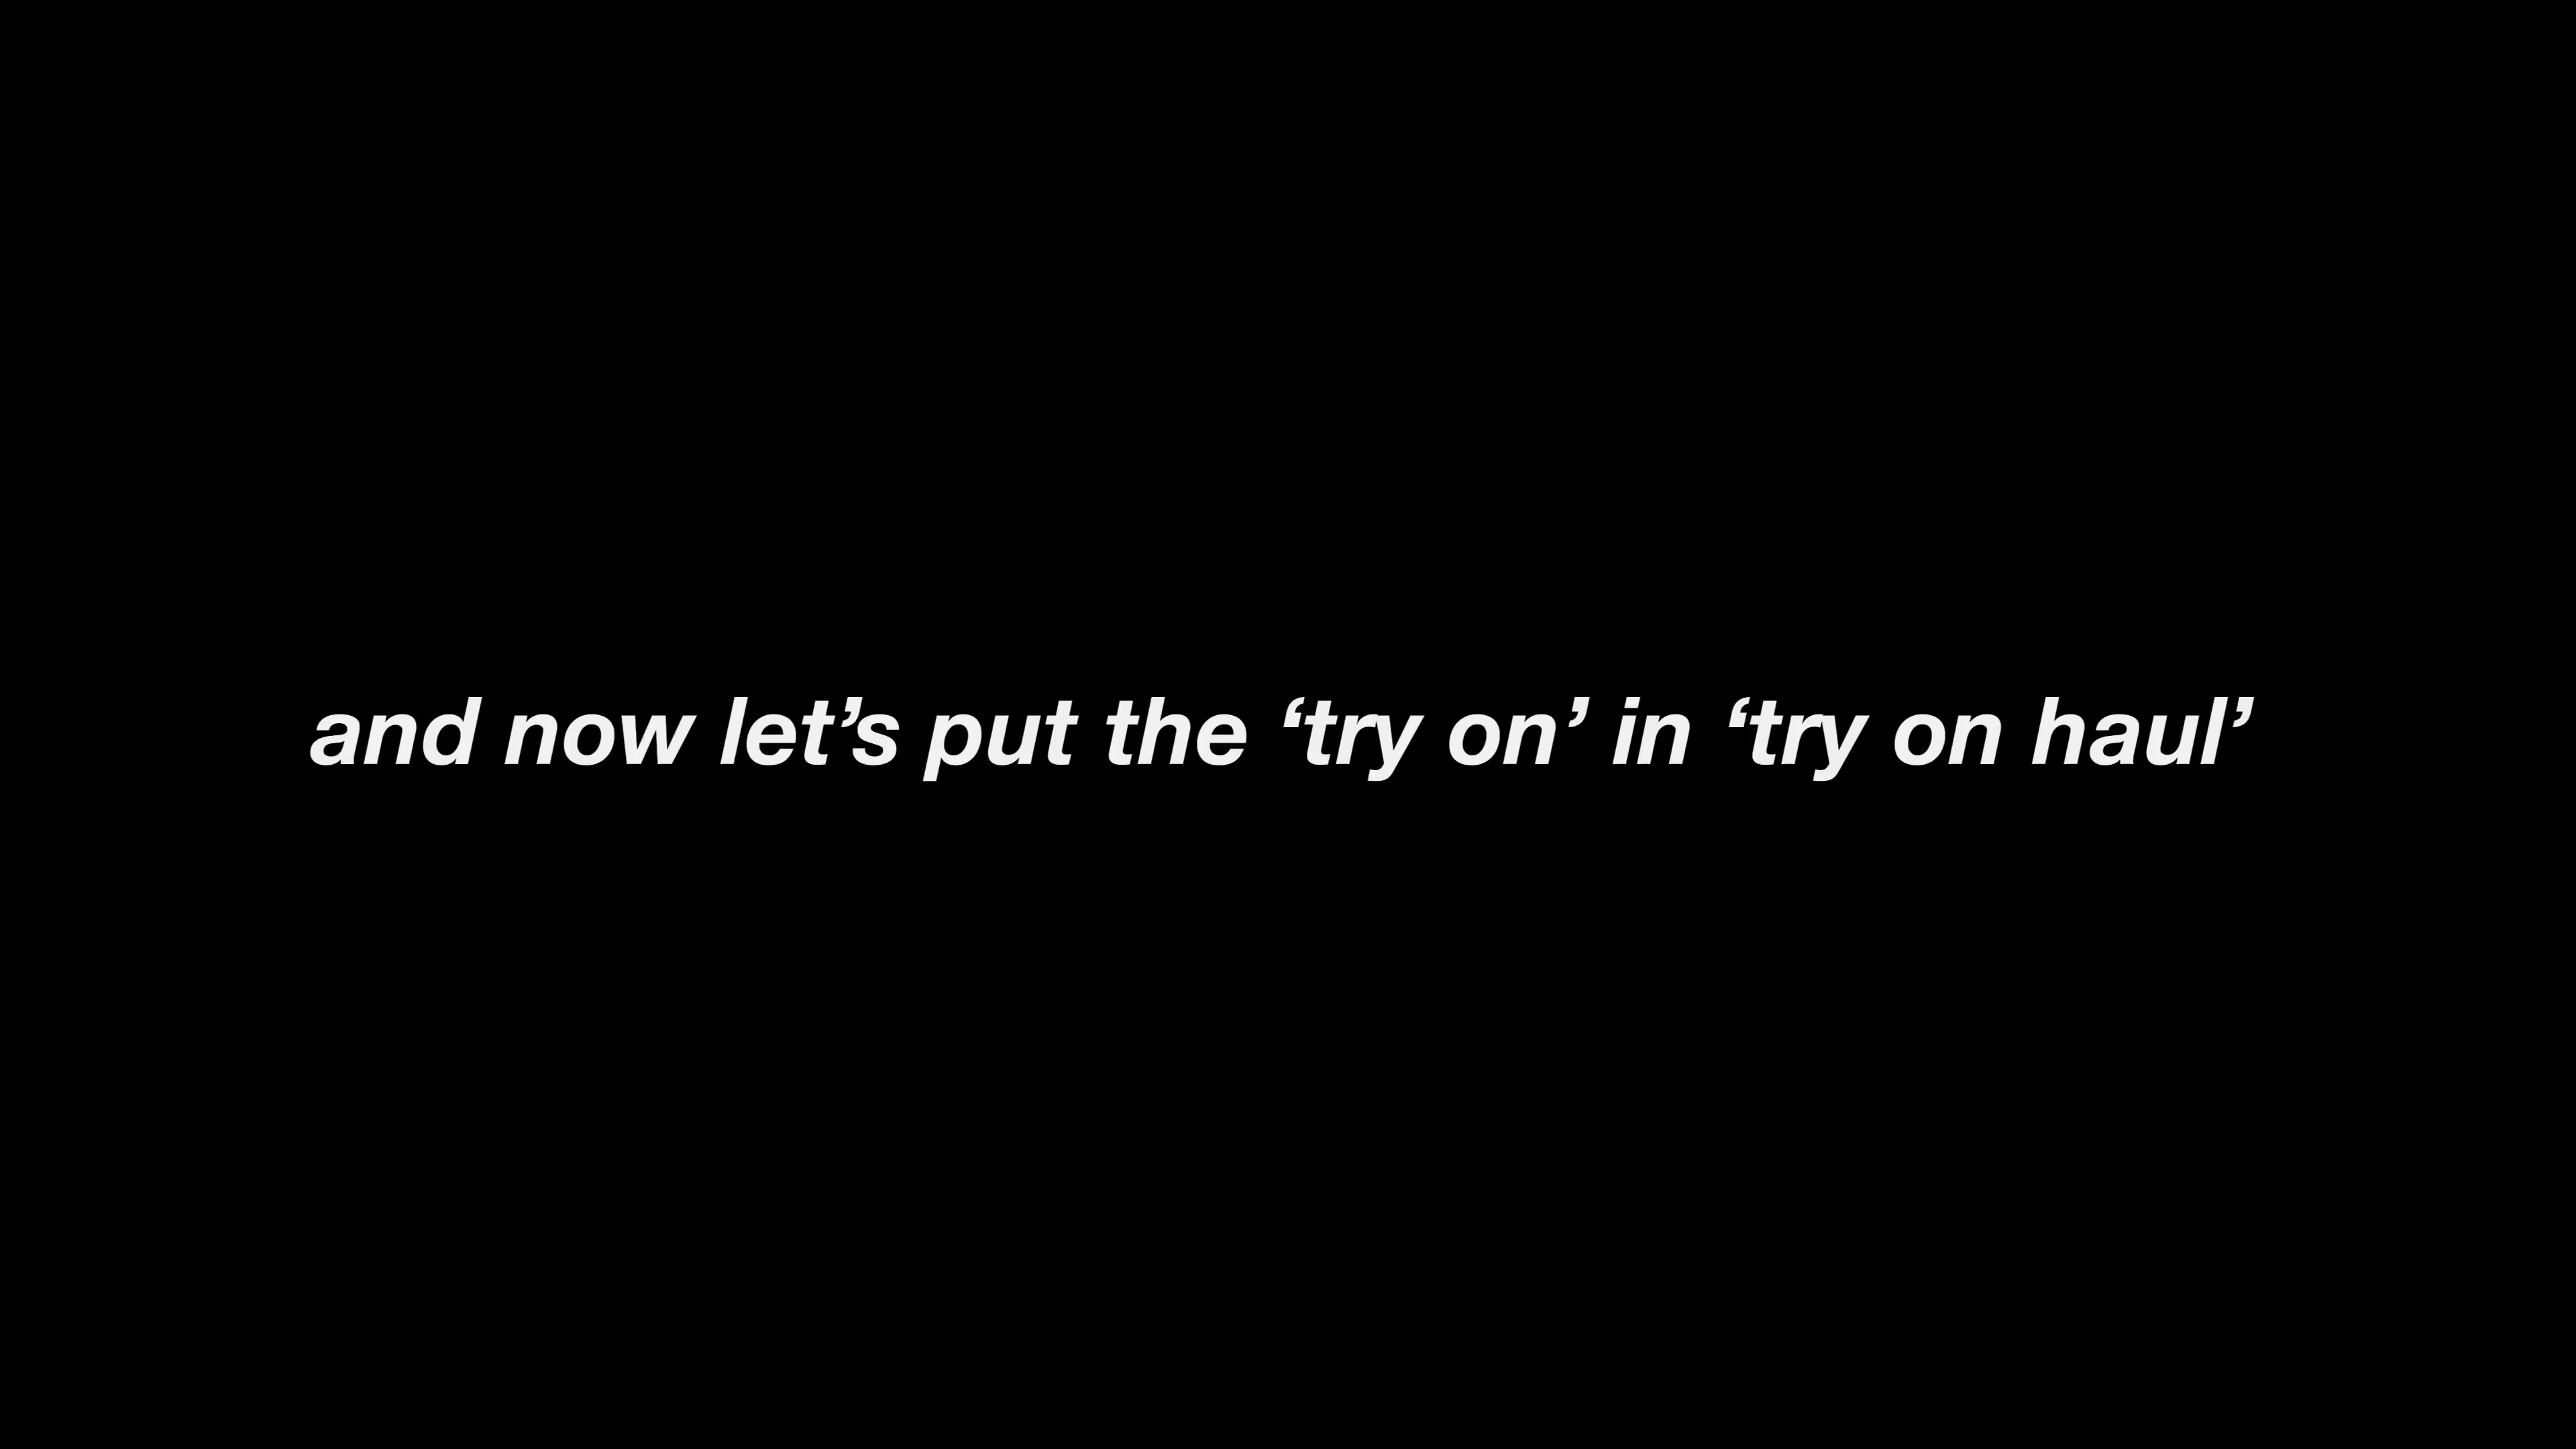 and now let’s put the ‘try on’ in ‘try on haul’